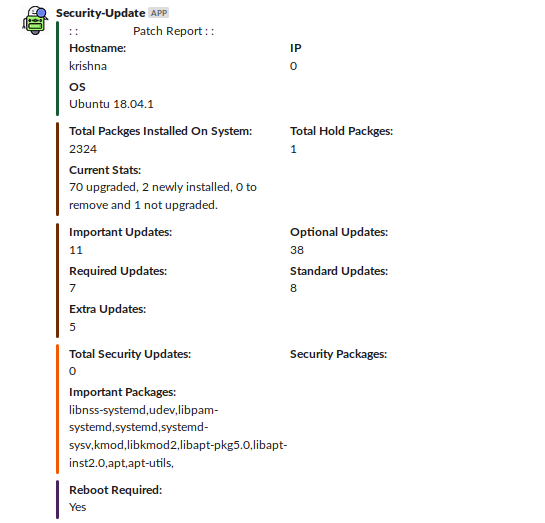 Security-Update APP
: : Patch Report : :
Hostname: IP
krishna 0
OS
Ubuntu 18.04.1
Total Packges Installed On System: Total Hold Packges:
2324 1
Current Stats:
70 upgraded, 2 newly installed, 0 to
remove and 1 not upgraded.
Important Updates: Optional Updates:
11 38
Required Updates: Standard Updates:
7 8
Extra Updates:
5
Total Security Updates: Security Packages:
0
Important Packages:
libnss-systemd,udev,libpam-
systemd,systemd,systemd-
sysv,kmod,libkmod2,libapt-pkg5.0,libapt-
inst2.0,apt,apt-utils,
Reboot Required:
Yes